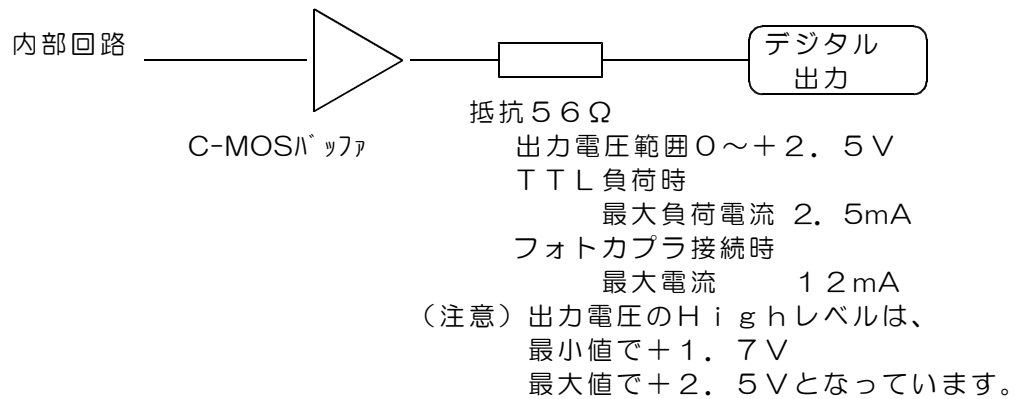 内部回路
デジタル
出力
抵抗５６Ω
C-MOSﾊﾞｯﾌｧ
出力電圧範囲０～＋２．５Ｖ
ＴＴＬ負荷時
最大負荷電流 ２．５mA
フォトカプラ接続時
最大電流 １２mA
（注意）出力電圧のＨｉｇｈレベルは、
最小値で＋１．７Ｖ
最大値で＋２．５Ｖとなっています。